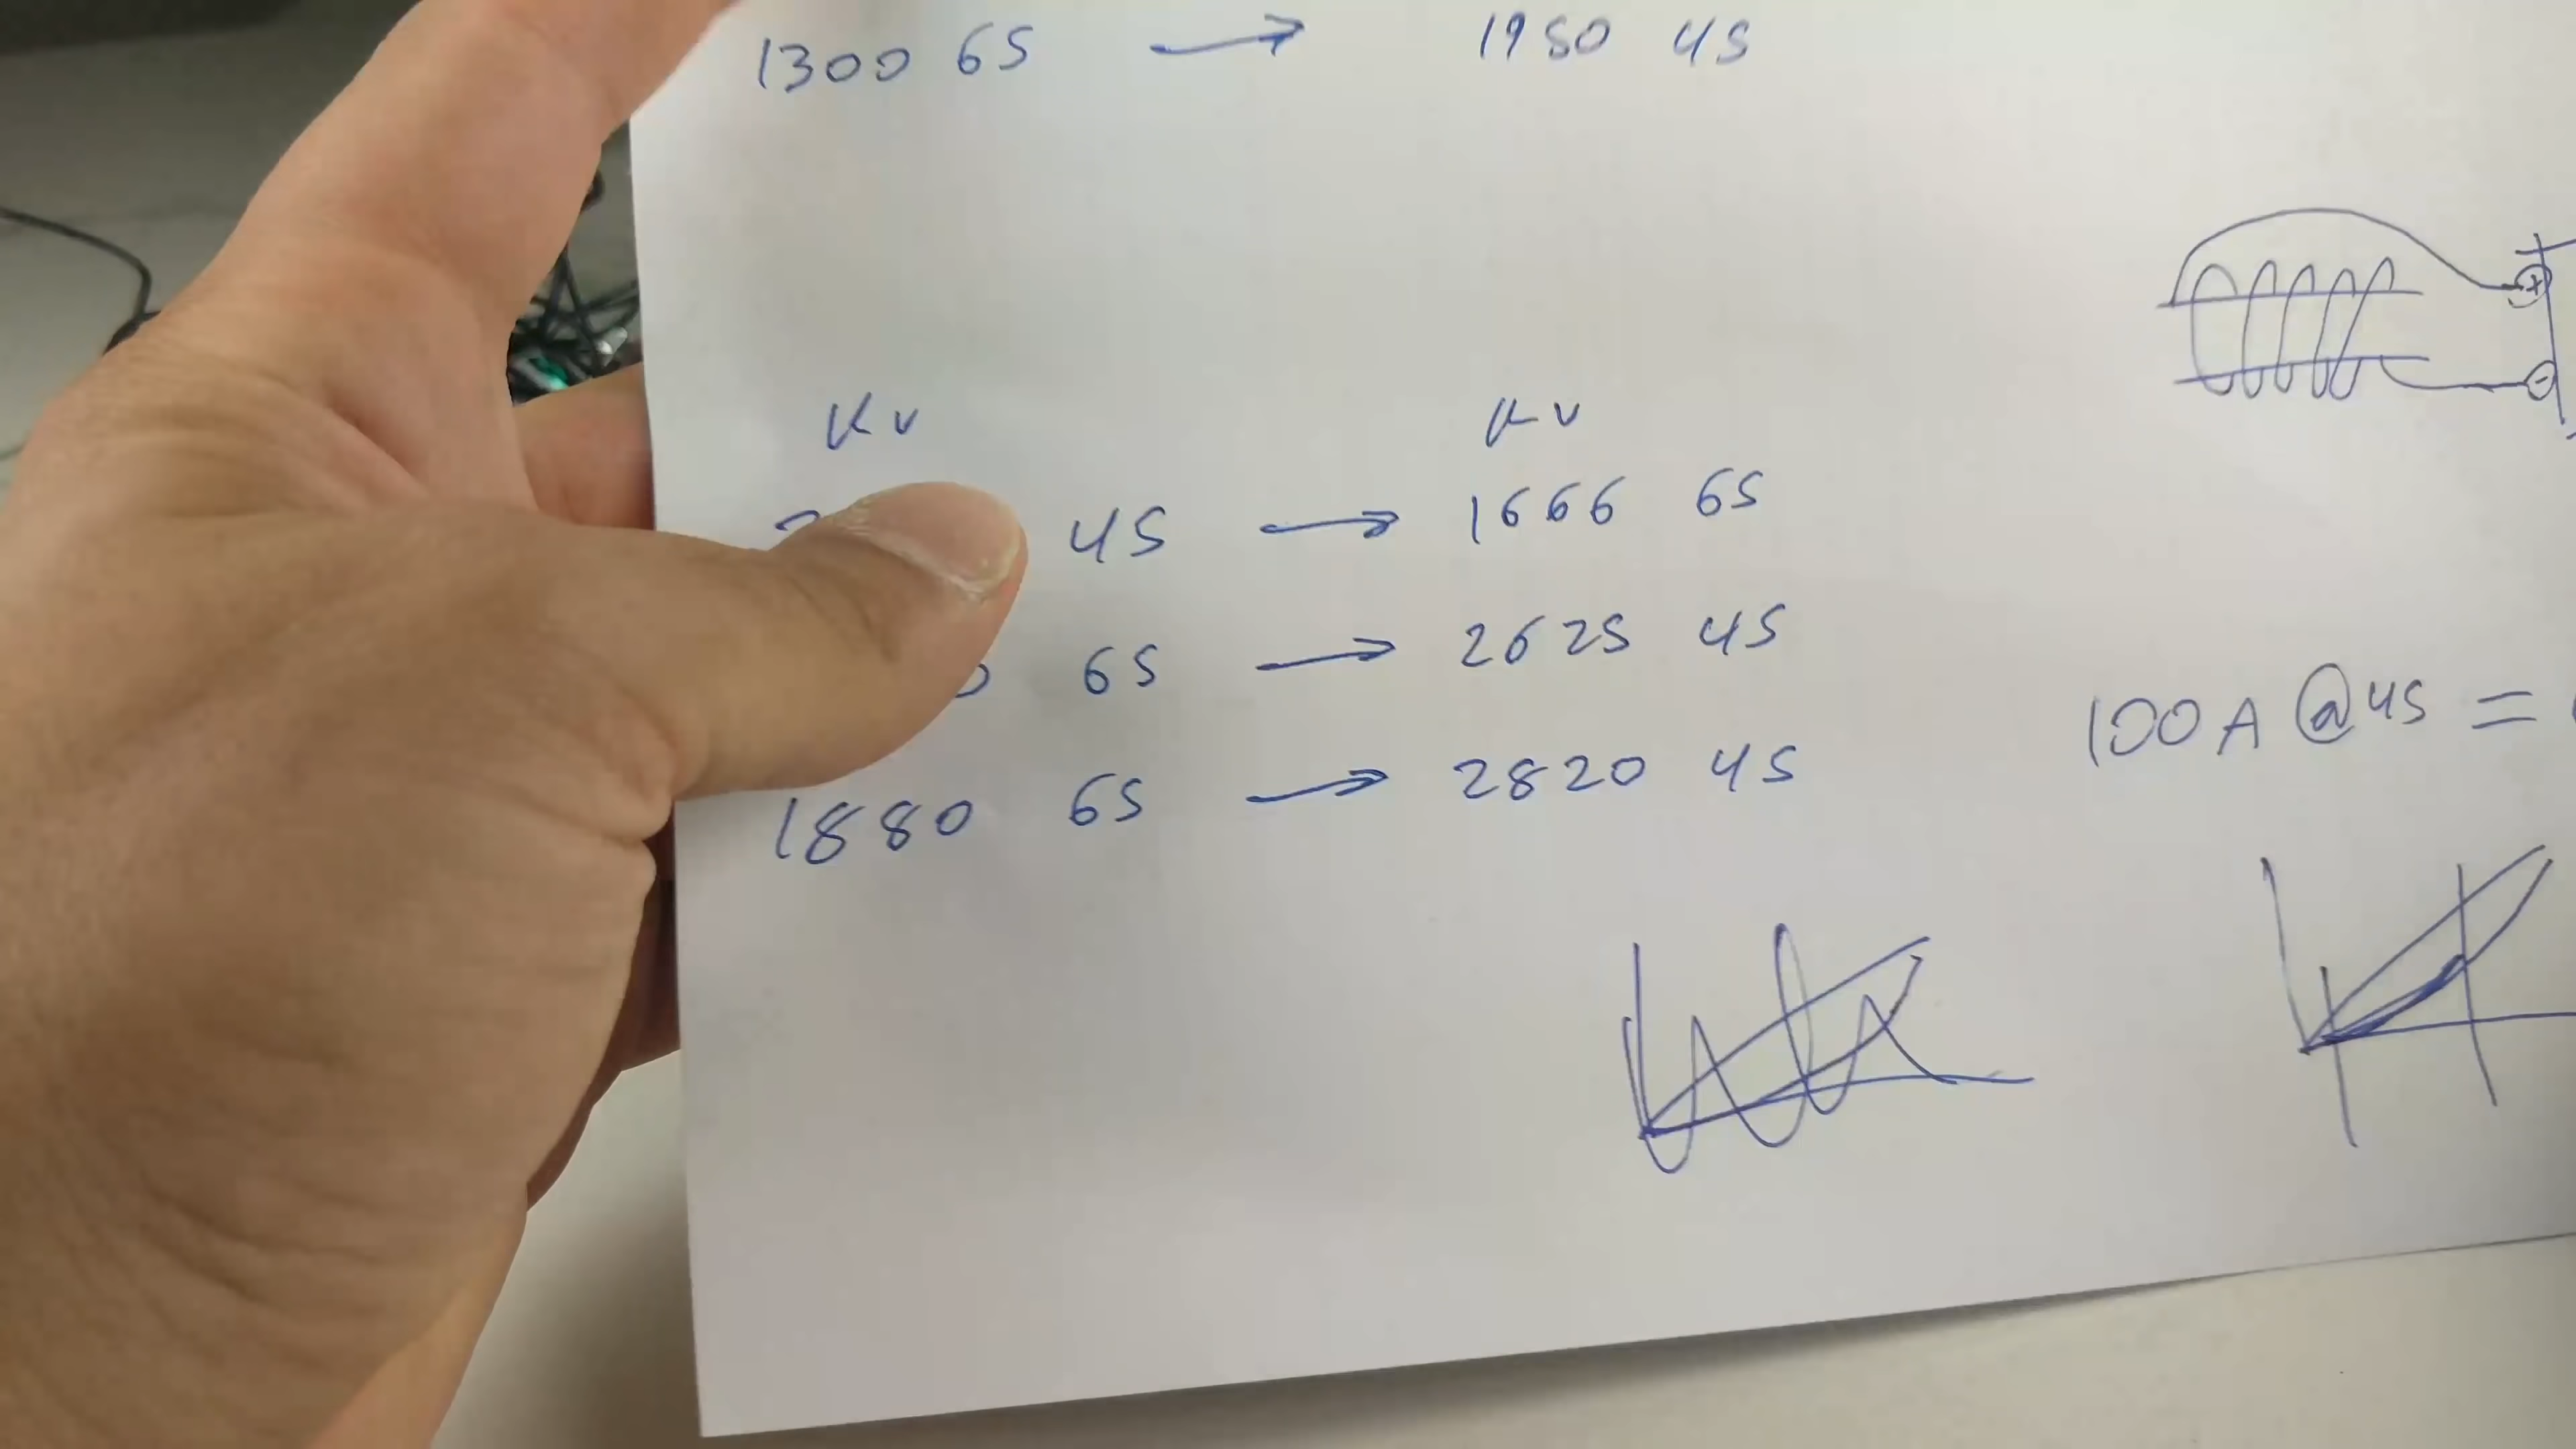 1300 6S → 1950 4S
Kv Kv
4S → 1666 6S
6S → 2625 4S
1880 6S → 2820 4S
+
-
100A @4S =